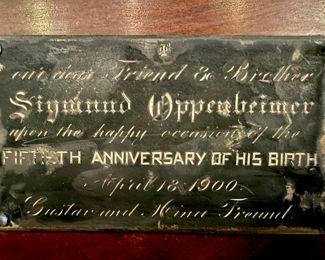 To
our dear Friend & Brother
Sigmund Oppenheimer
upon the happy occasion of the
FIFTIETH ANNIVERSARY OF HIS BIRTH
April 18, 1900.
Gustav and Mina Freund.